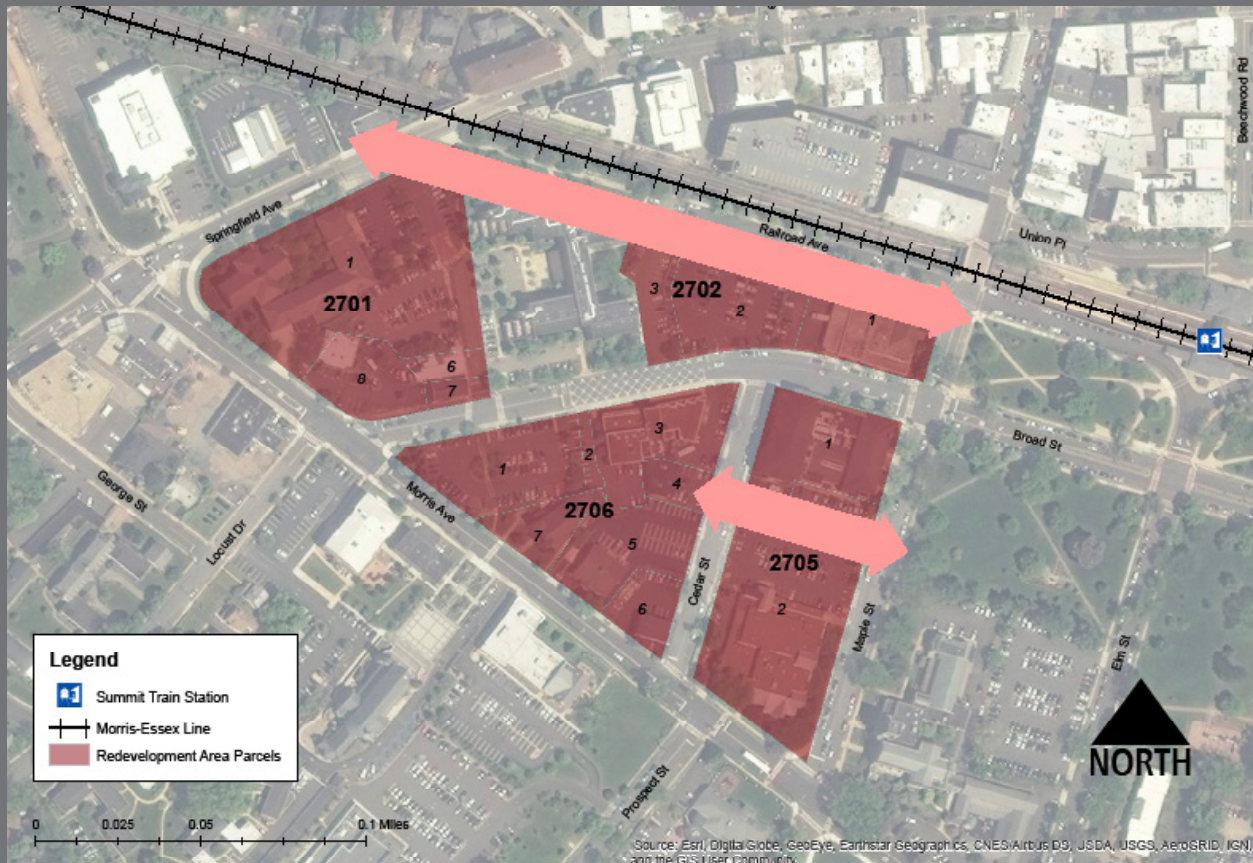 Beechwood Rd
Springfield Ave
Railroad Ave
Union Pl
1
2701
3
2702
2
1
6
8
7
Broad St
3
1
1
2
4
George St
Morris Ave
2706
Locust Dr
7
5
2705
Cedar St
6
2
Maple St
Elm St
Legend
Summit Train Station
Morris-Essex Line
Redevelopment Area Parcels
NORTH
Prospect St
0 0.025 0.05 0.1 Miles
Source: Esri, DigitalGlobe, GeoEye, Earthstar Geographics, CNES/Airbus DS, USDA, USGS, AeroGRID, IGN,
and the GIS User Community